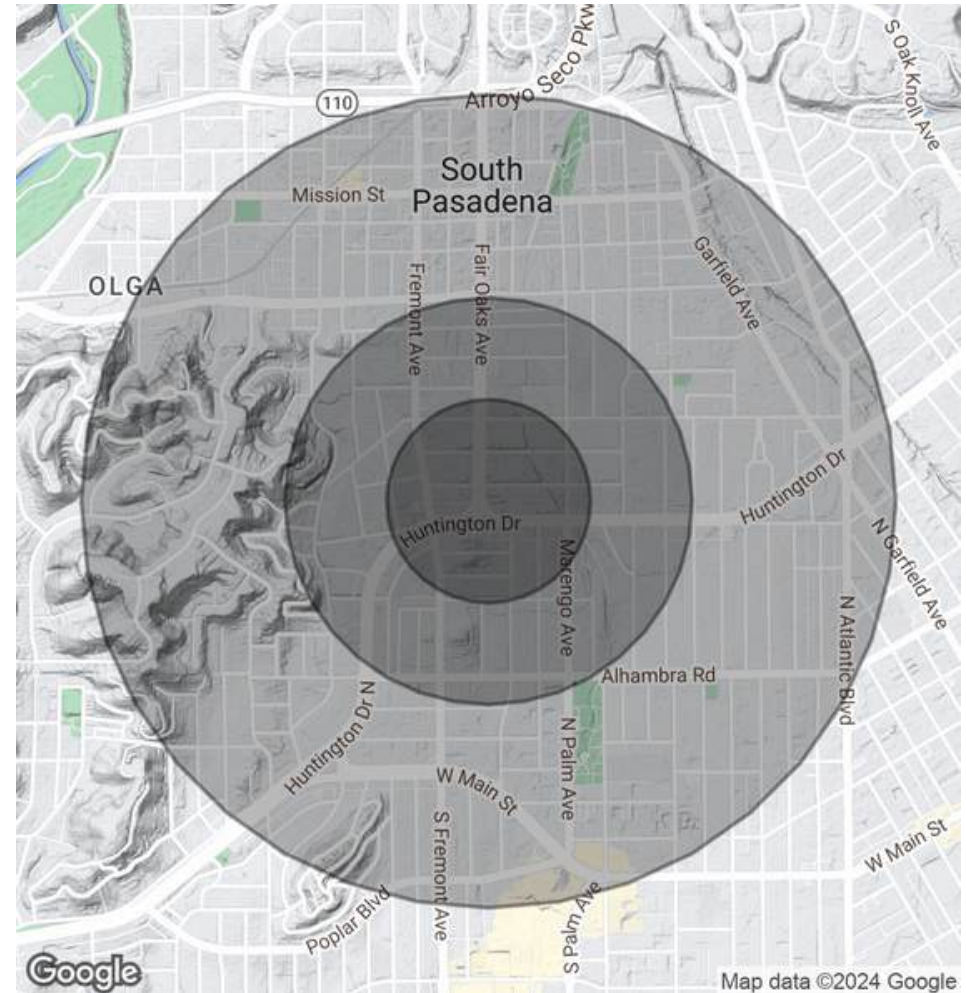 S Oak Knoll Ave
110
Arroyo Seco Pkwy
South
Pasadena
Mission St
OLGA
Fremont Ave
Fair Oaks Ave
Garfield Ave
Huntington Dr
Huntington Dr
Marengo Ave
N Garfield Ave
N Atlantic Blvd
Alhambra Rd
Huntington Dr N
N Palm Ave
W Main St
S Fremont Ave
W Main St
Poplar Blvd
S Palm Ave
Google
Map data ©2024 Google